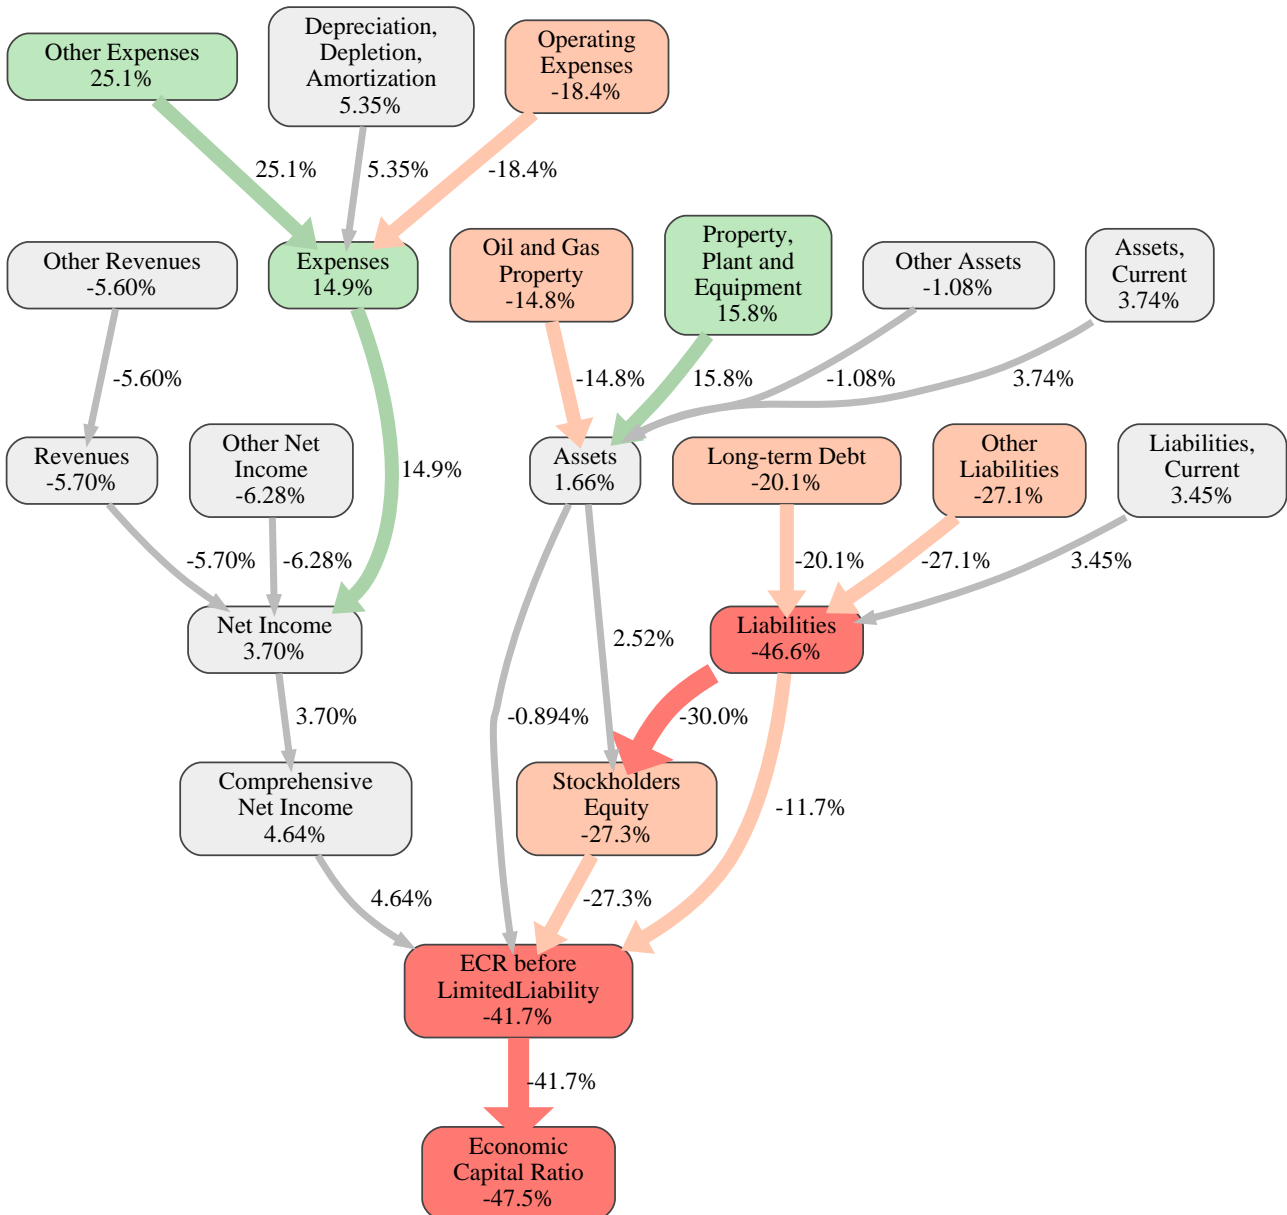 Other Expenses
25.1%
Depreciation,
Depletion,
Amortization
5.35%
Operating
Expenses
-18.4%
25.1%
5.35%
-18.4%
Other Revenues
-5.60%
Expenses
14.9%
Oil and Gas
Property
-14.8%
Property,
Plant and
Equipment
15.8%
Other Assets
-1.08%
Assets,
Current
3.74%
-5.60%
-14.8%
15.8%
-1.08%
3.74%
Revenues
-5.70%
Other Net
Income
-6.28%
14.9%
Assets
1.66%
Long-term Debt
-20.1%
Other
Liabilities
-27.1%
Liabilities,
Current
3.45%
-5.70%
-6.28%
-20.1%
-27.1%
3.45%
Net Income
3.70%
2.52%
Liabilities
-46.6%
3.70%
-0.894%
-30.0%
Comprehensive
Net Income
4.64%
Stockholders
Equity
-27.3%
-11.7%
4.64%
-27.3%
ECR before
LimitedLiability
-41.7%
-41.7%
Economic
Capital Ratio
-47.5%